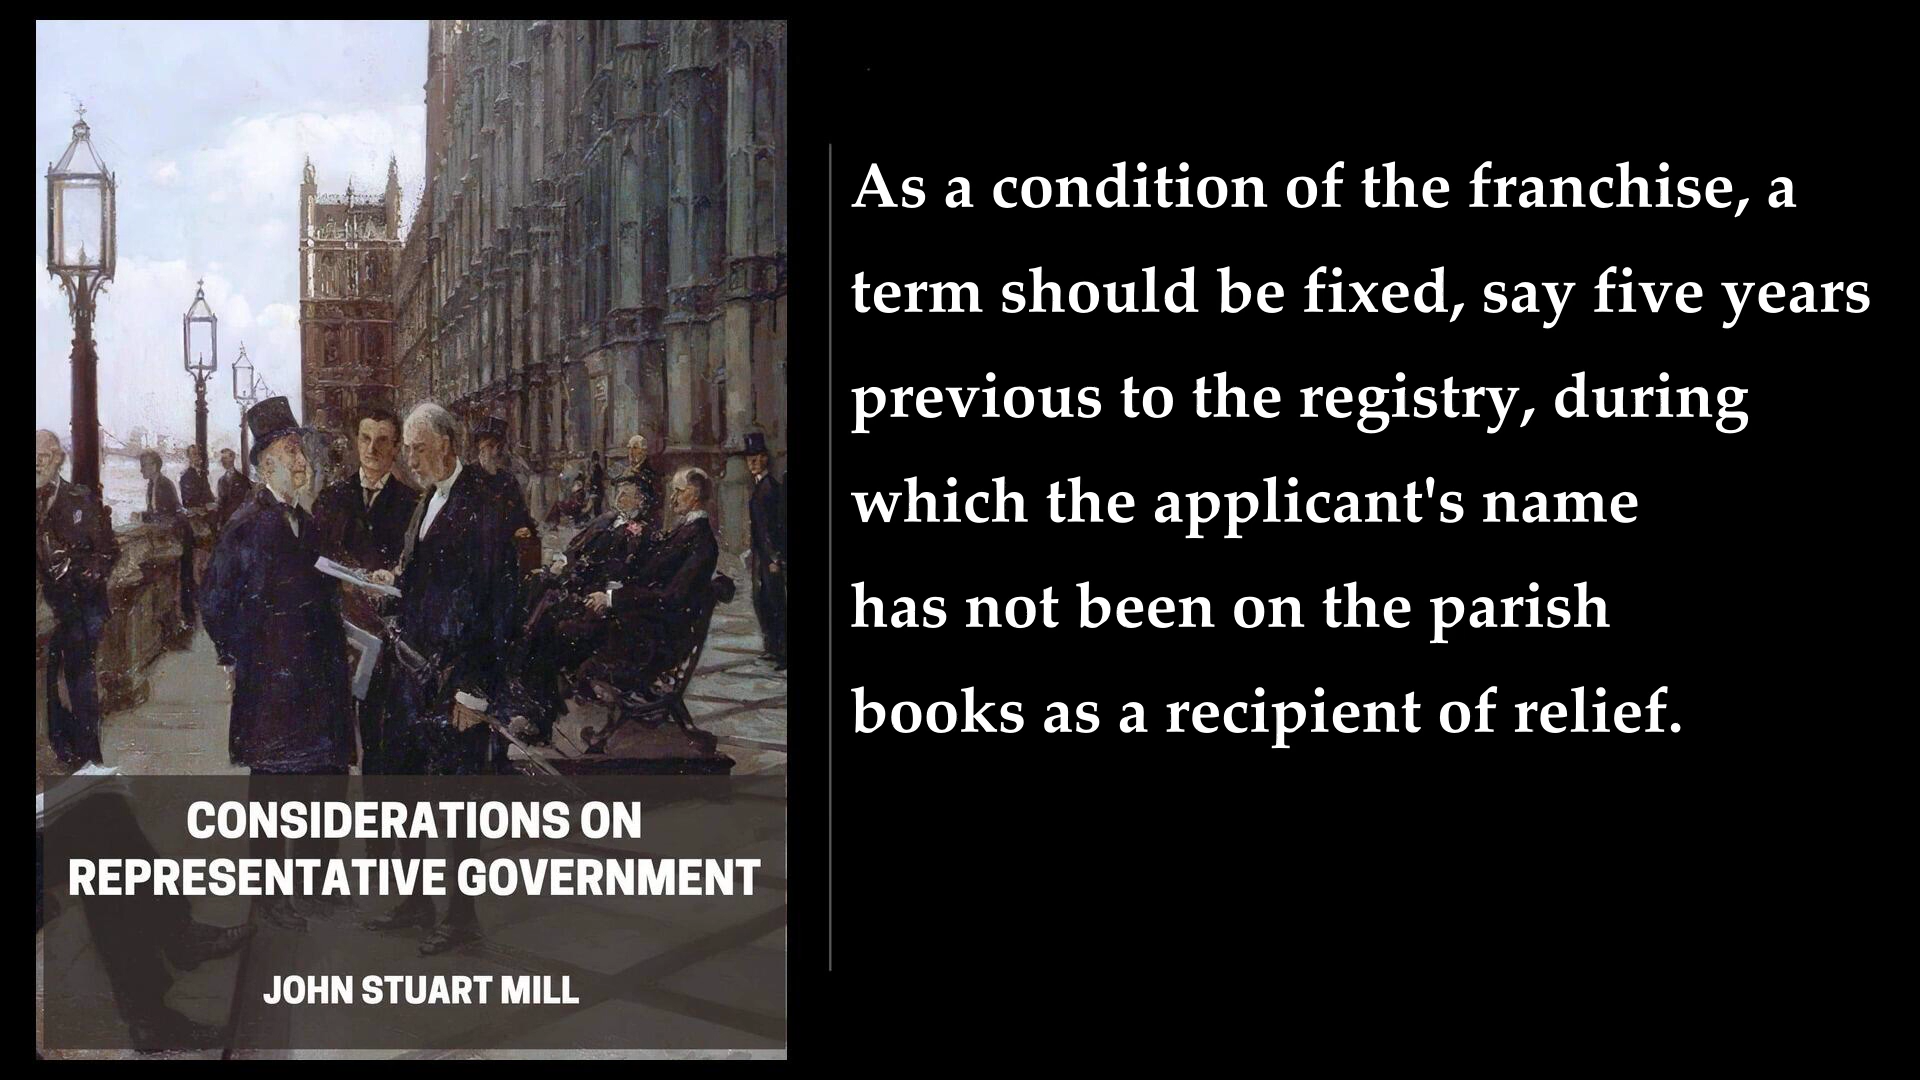 CONSIDERATIONS ON
REPRESENTATIVE GOVERNMENT
JOHN STUART MILL
As a condition of the franchise, a
term should be fixed, say five years
previous to the registry, during
which the applicant's name
has not been on the parish
books as a recipient of relief.